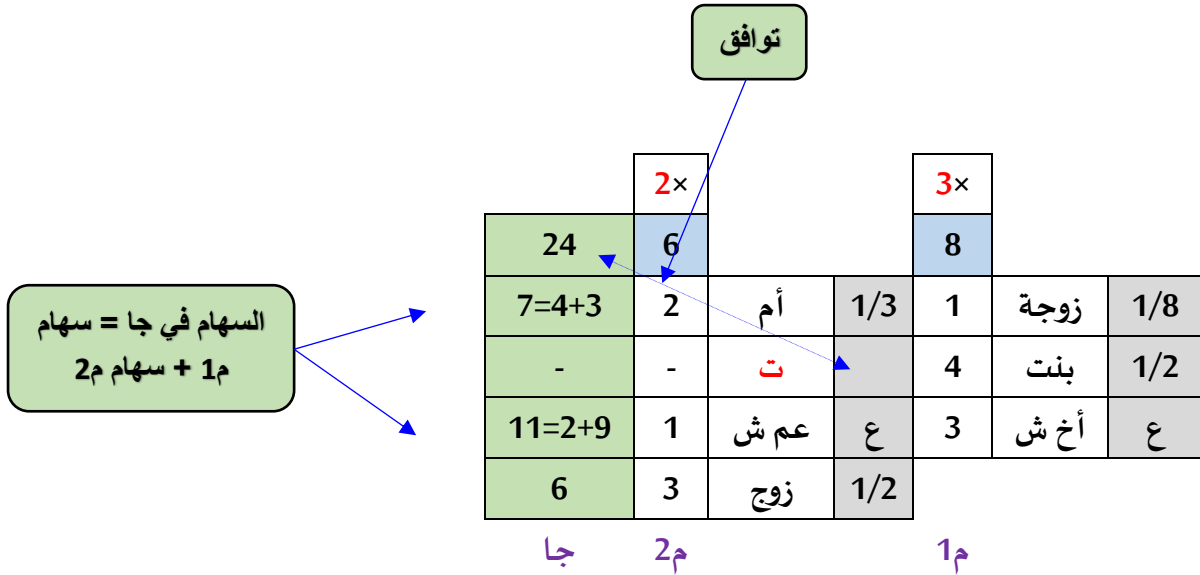 توافق
×3 ×2
8 6 24
1/8 زوجة 1 1/3 أم 2 3+4=7
1/2 بنت 4 ت - -
ع أخ ش 3 ع عم ش 1 9+2=11
1/2 زوج 3 6
م1 م2 جا
السهام في جا = سهام
م1 + سهام م2